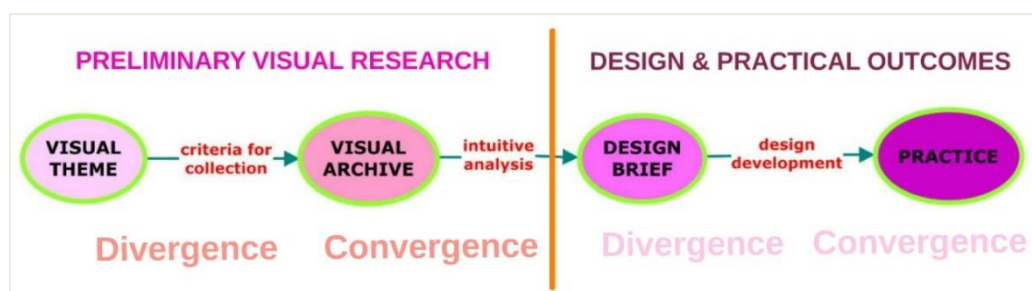 PRELIMINARY VISUAL RESEARCH
DESIGN & PRACTICAL OUTCOMES
VISUAL
THEME
criteria for
collection
VISUAL
ARCHIVE
intuitive
analysis
DESIGN
BRIEF
design
development
PRACTICE
Divergence
Convergence
Divergence
Convergence